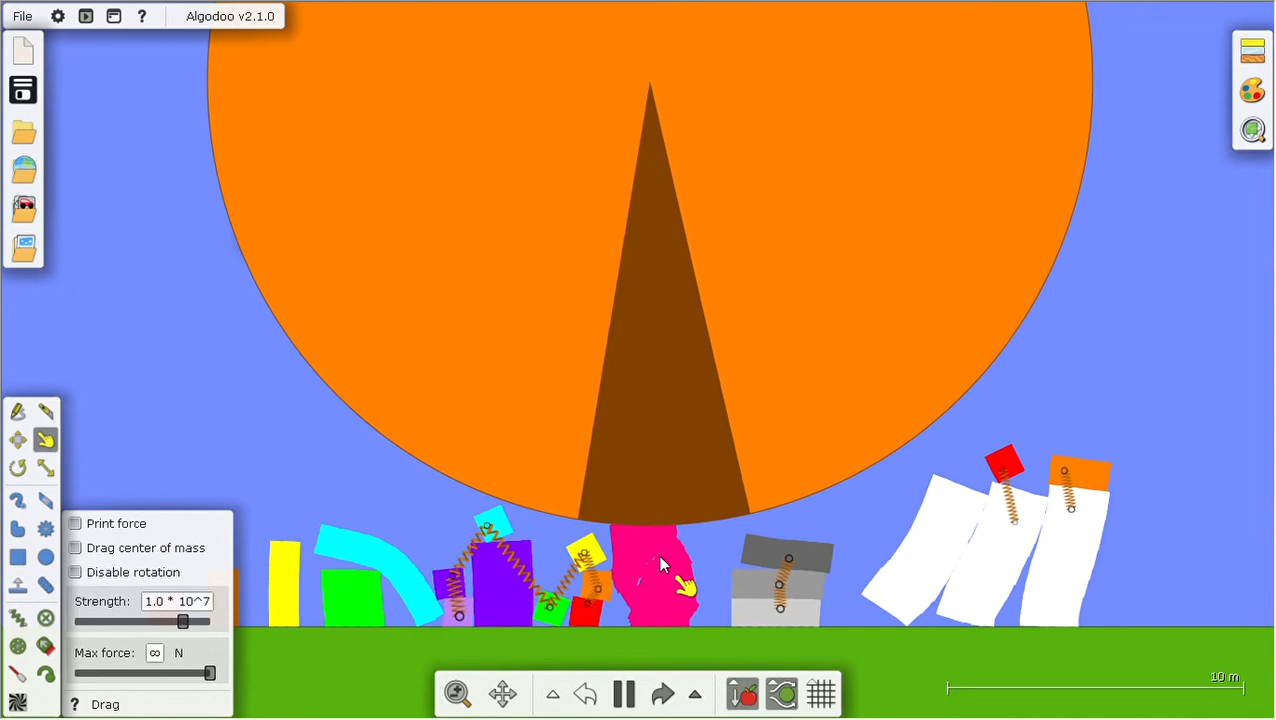 File ? Algodoo v2.1.0
Print force
Drag center of mass
Disable rotation
Strength: 1.0 * 10^7
Max force: ∞ N
? Drag
10 m